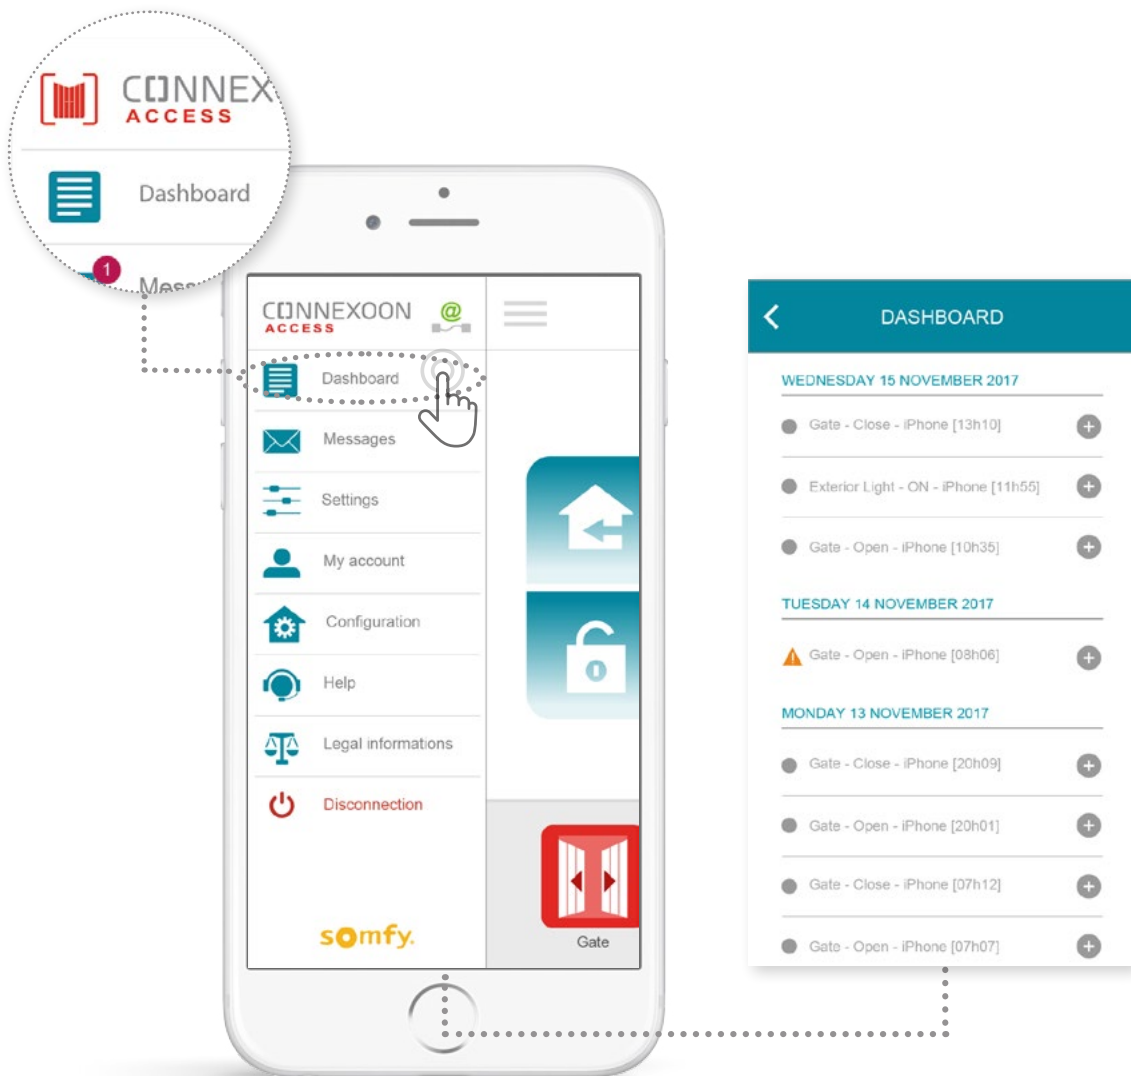 CONNEX
ACCESS
Dashboard
1
Mess
CONNEXOON
ACCESS
@
Dashboard
Messages
Settings
My account
Configuration
Help
Legal informations
Disconnection
somfy.
Gate
DASHBOARD
WEDNESDAY 15 NOVEMBER 2017
Gate - Close - iPhone [13h10]
Exterior Light - ON - iPhone [11h55]
Gate - Open - iPhone [10h35]
TUESDAY 14 NOVEMBER 2017
Gate - Open - iPhone [08h06]
MONDAY 13 NOVEMBER 2017
Gate - Close - iPhone [20h09]
Gate - Open - iPhone [20h01]
Gate - Close - iPhone [07h12]
Gate - Open - iPhone [07h07]